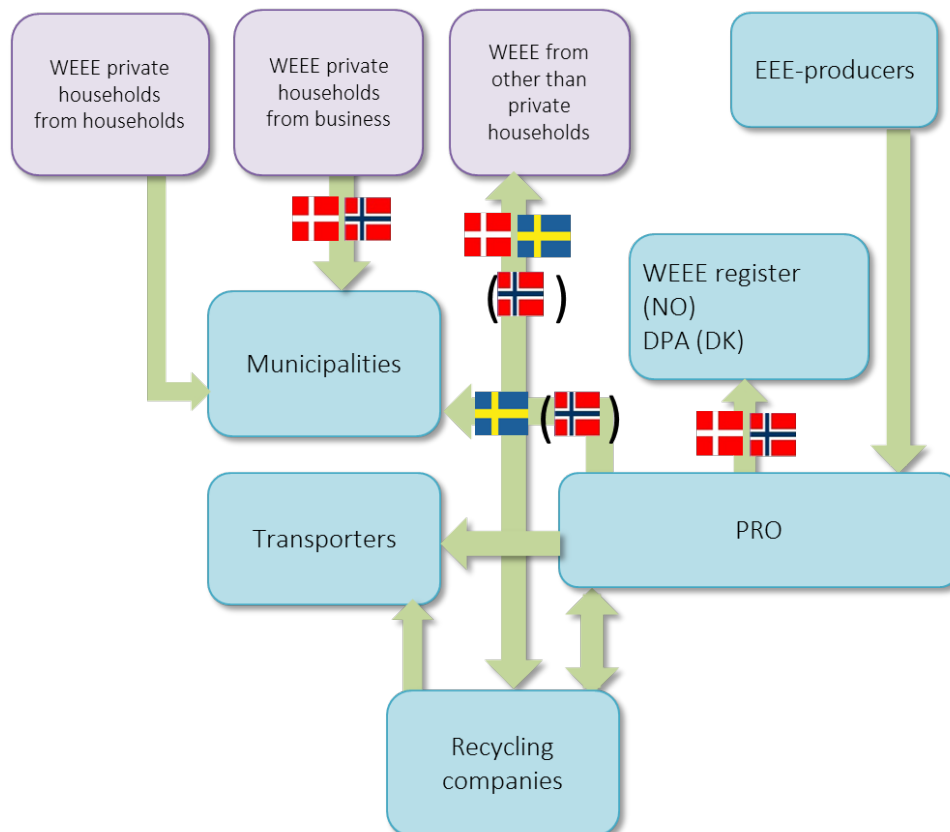 WEEE private
households
from households
WEEE private
households
from business
WEEE from
other than
private
households
EEE-producers
(
)
WEEE register
(NO)
DPA (DK)
Municipalities
(
)
Transporters
PRO
Recycling
companies